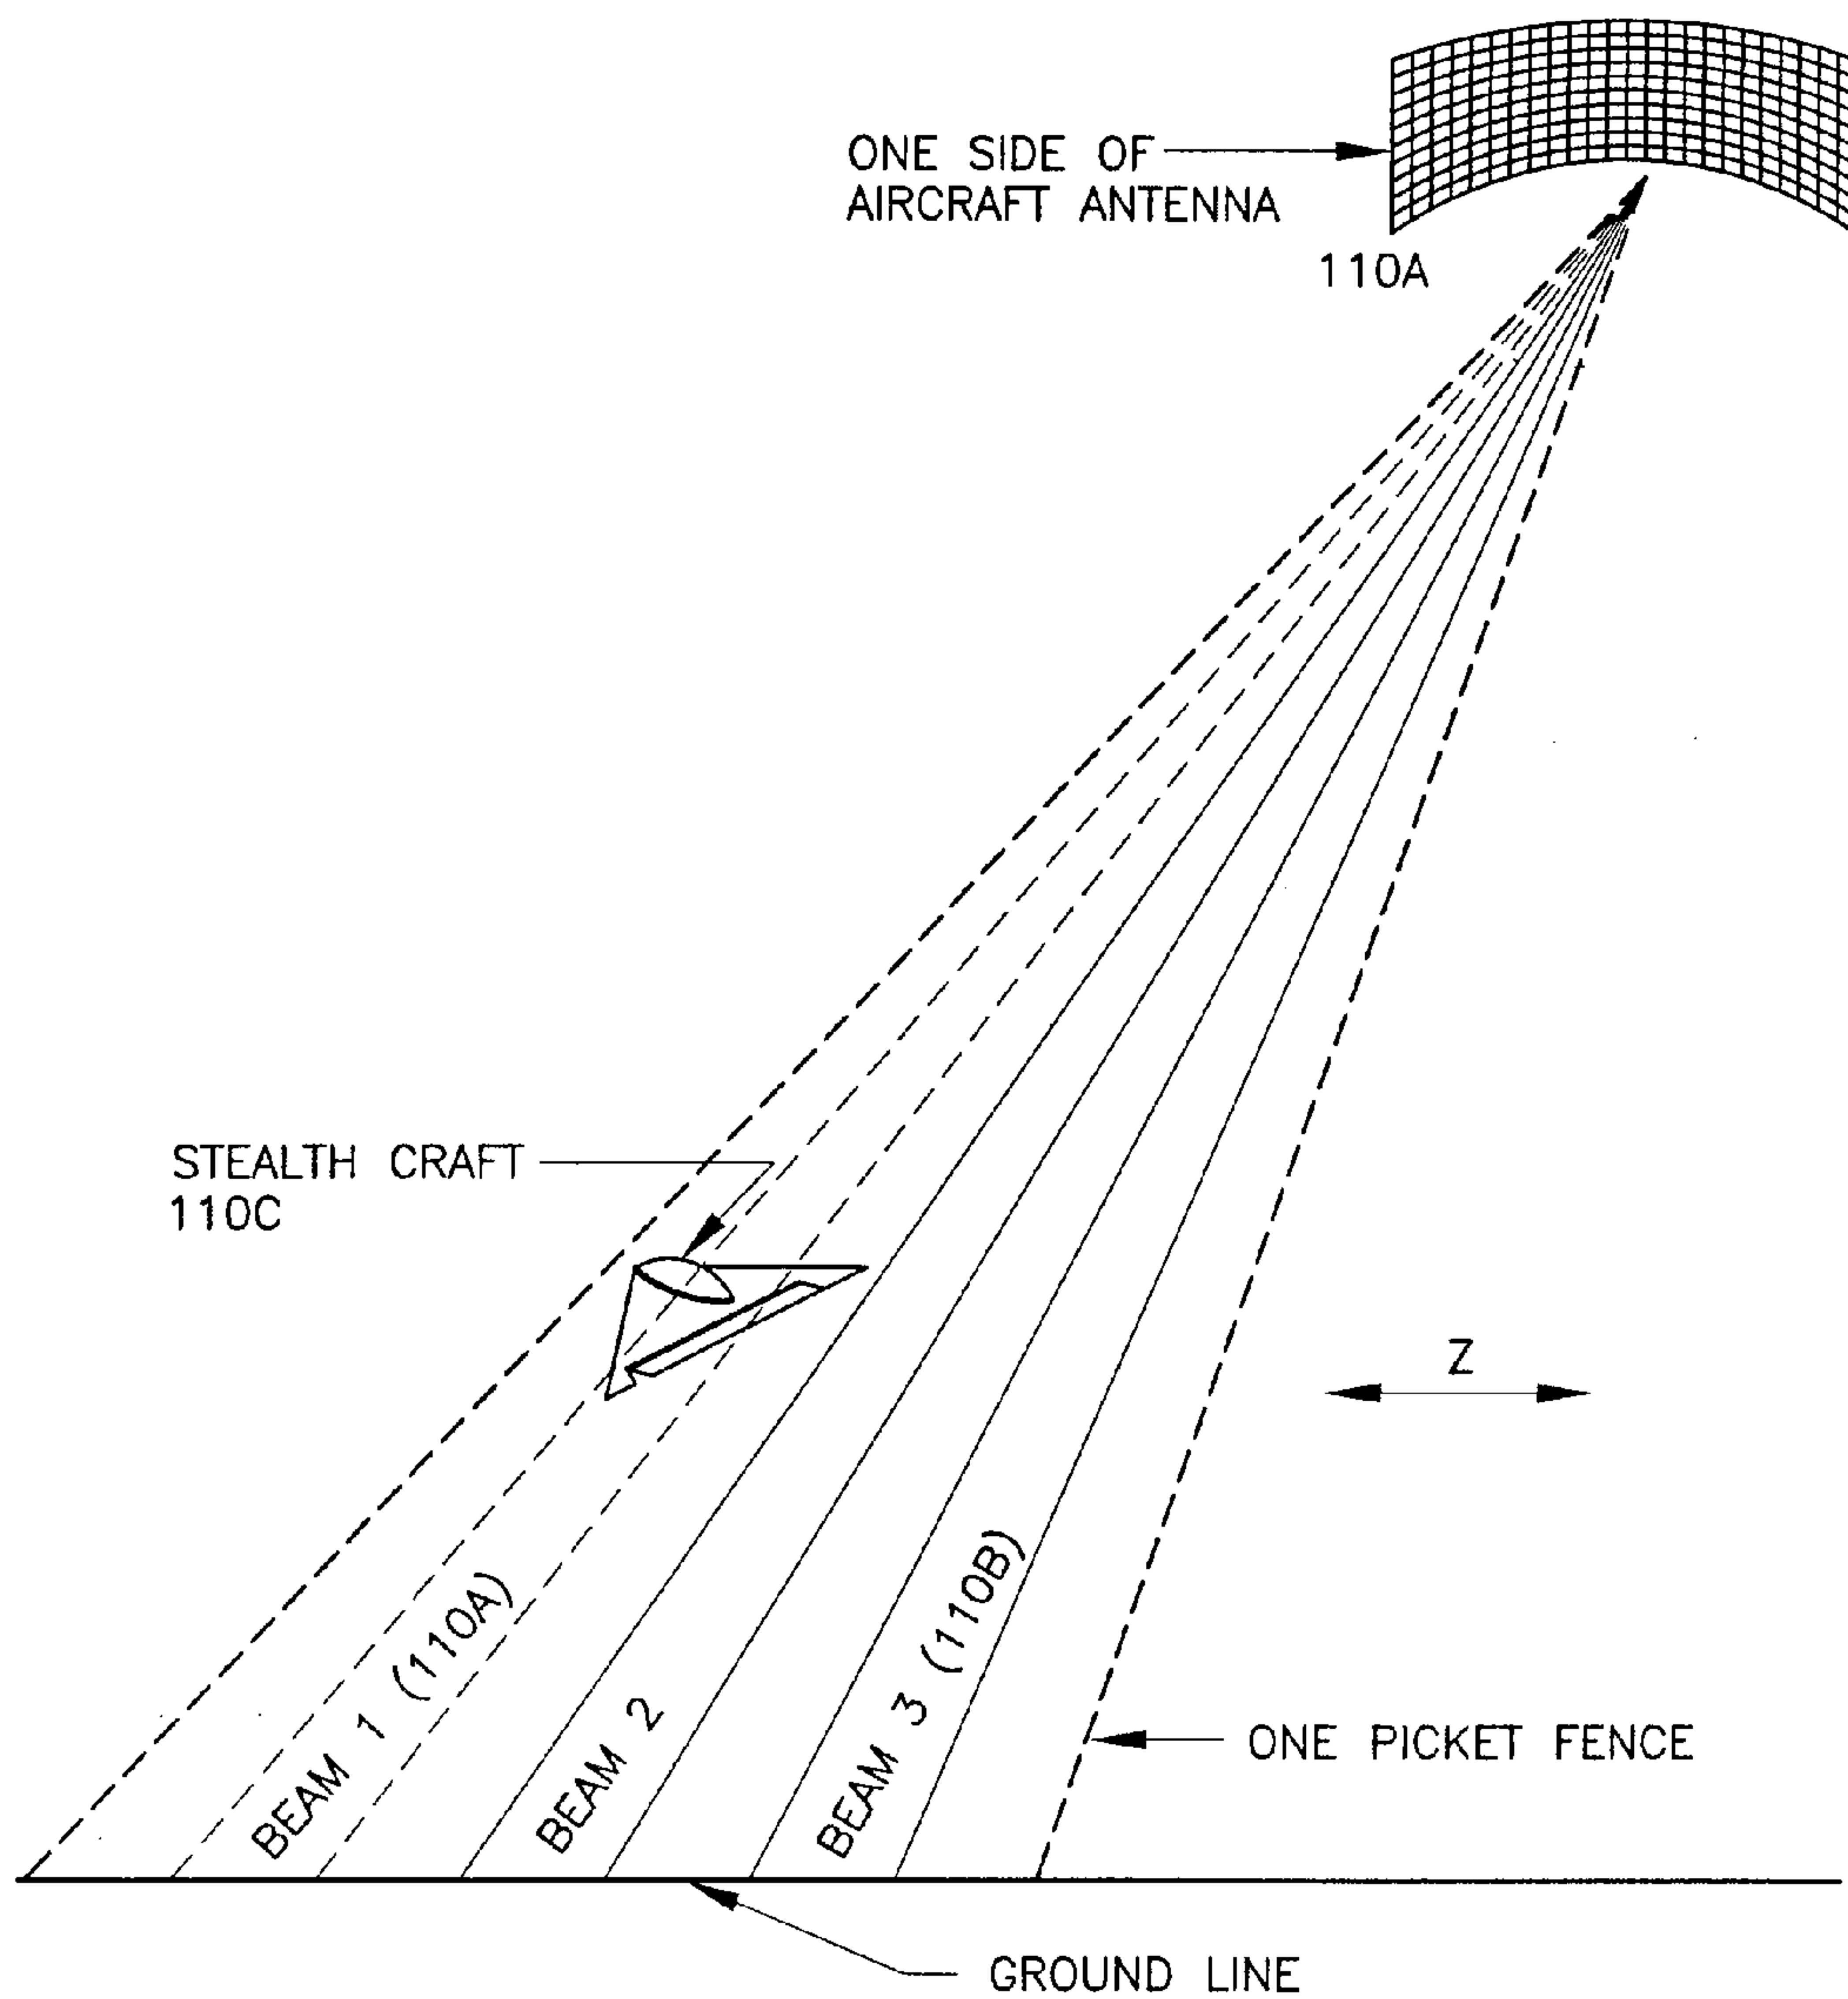 ONE SIDE OF
AIRCRAFT ANTENNA
110A
STEALTH CRAFT
110C
Z
BEAM 1 (110A)
BEAM 2
BEAM 3 (110B)
ONE PICKET FENCE
GROUND LINE